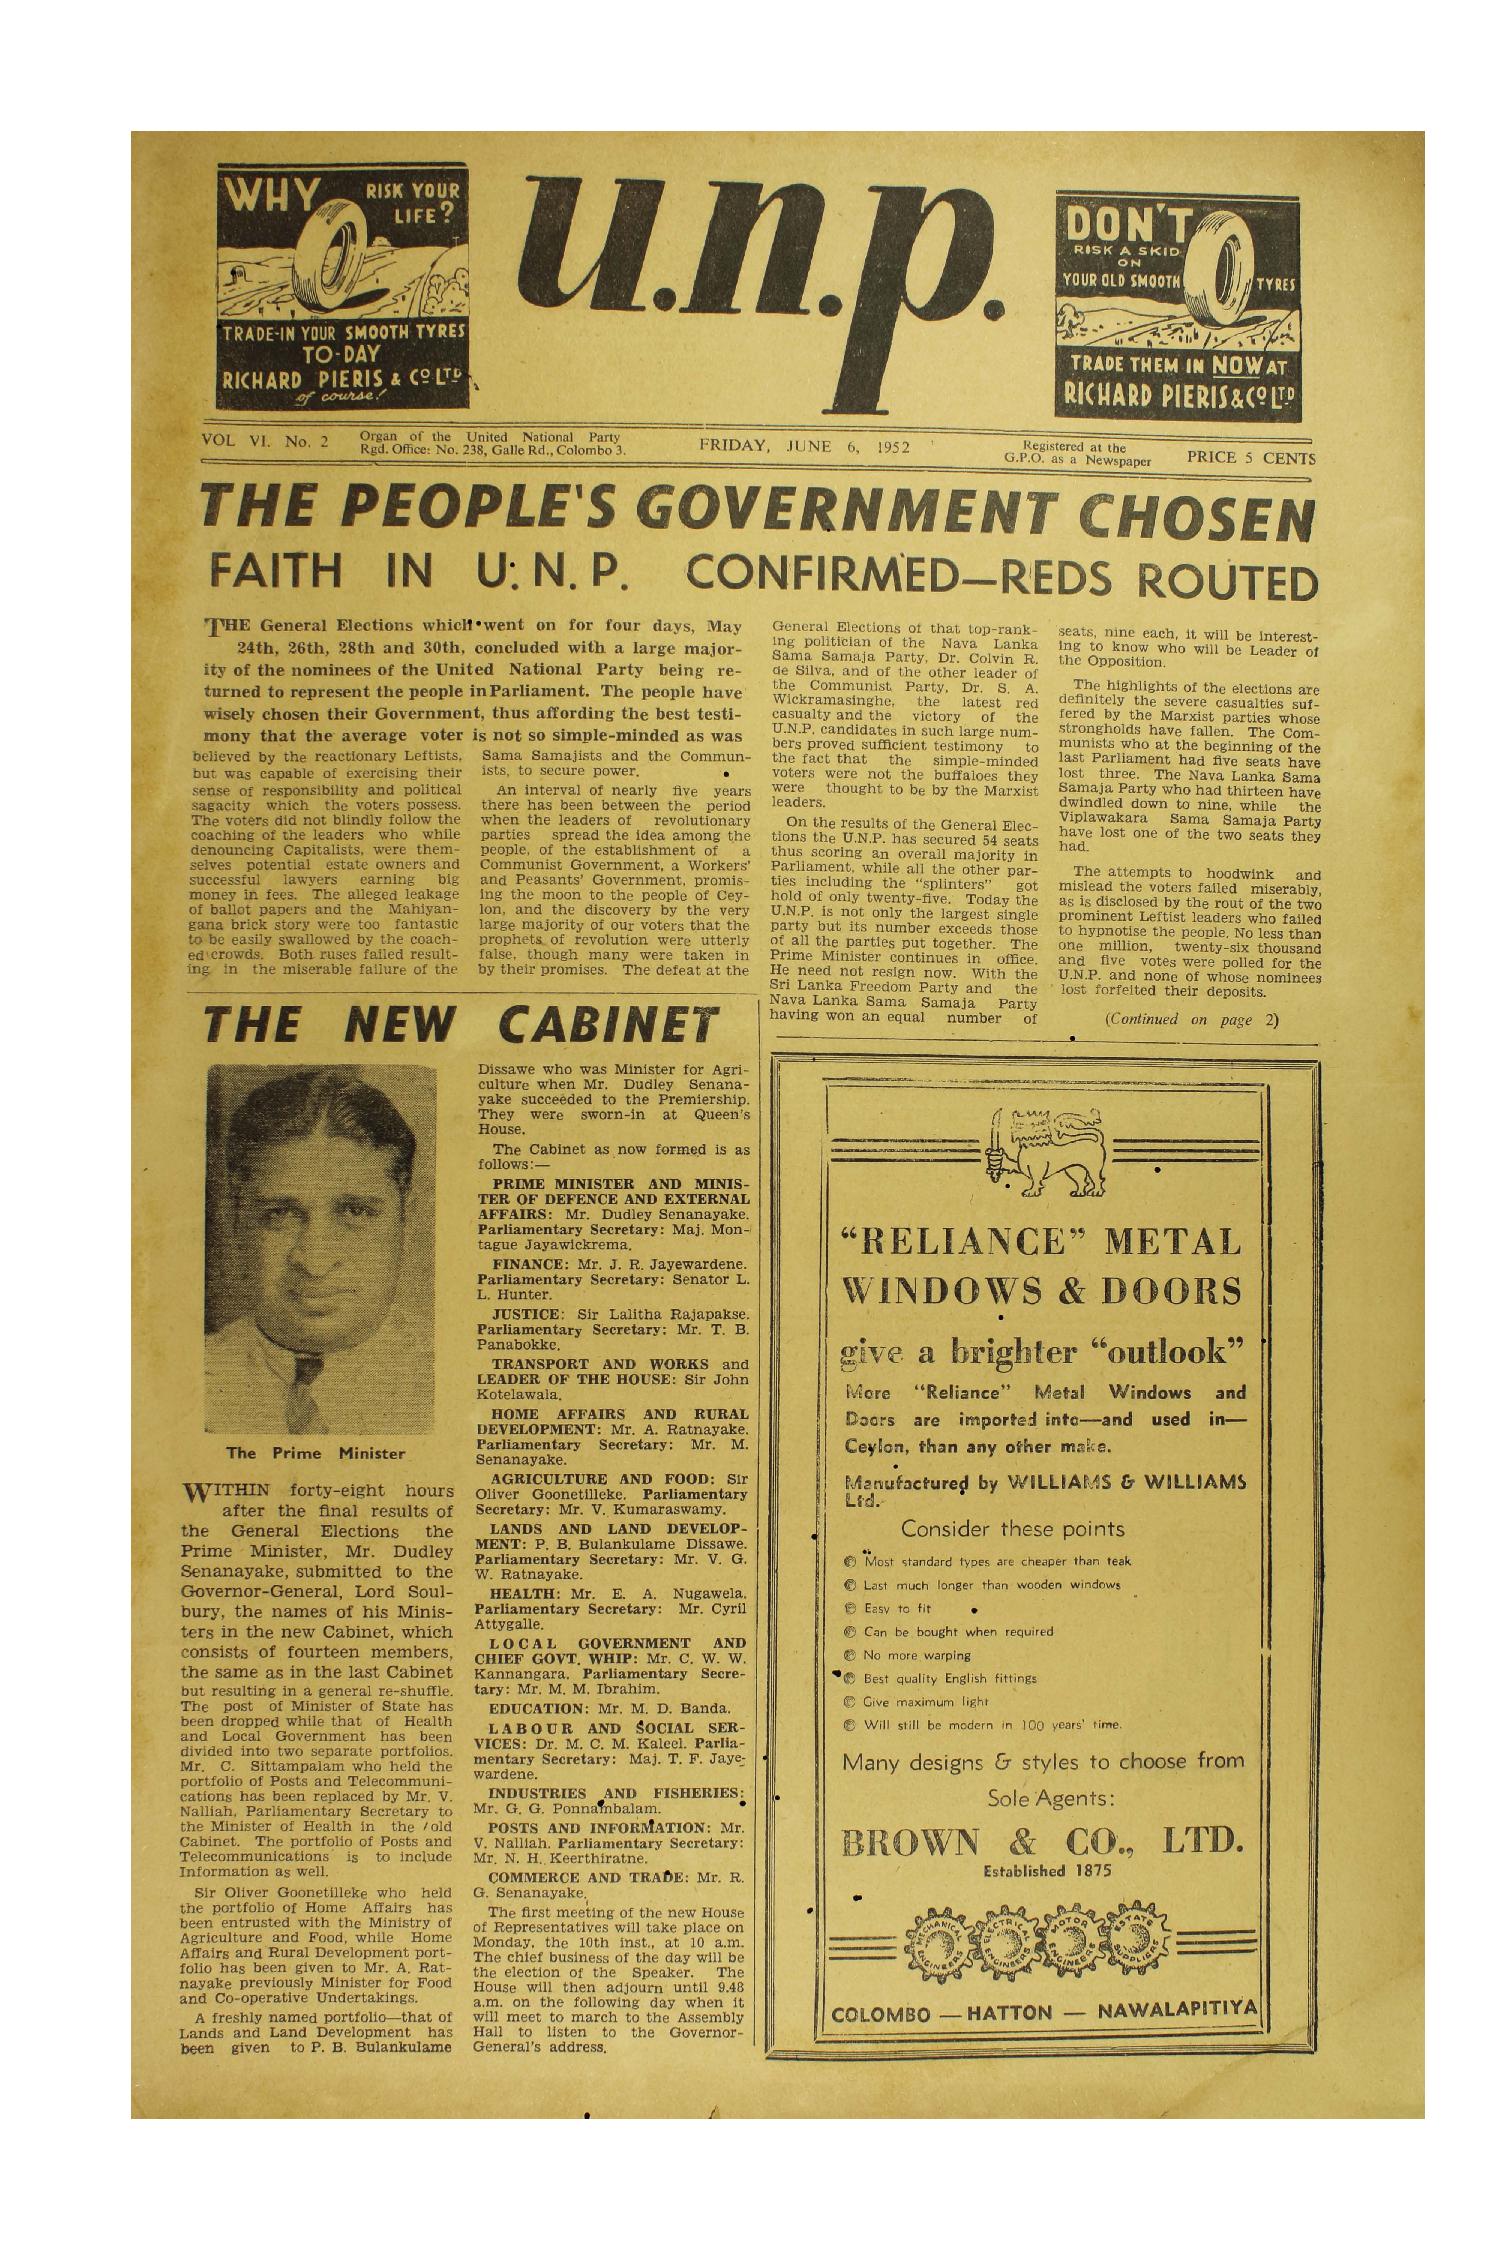 WHY RISK YOUR
LIFE?
TRADE-IN YOUR SMOOTH TYRES
TO-DAY
RICHARD PIERIS & CO LTD
of course!
u.n.p.
DON'T
RISK A SKID
ON
YOUR OLD SMOOTH TYRES
TRADE THEM IN NOW AT
RICHARD PIERIS & CO LTD
VOL VI. No. 2
Organ of the United National Party
Rgd. Office: No. 238, Galle Rd., Colombo 3.
FRIDAY, JUNE 6, 1952
Registered at the
G.P.O. as a Newspaper
PRICE 5 CENTS
THE PEOPLE'S GOVERNMENT CHOSEN
FAITH IN U.N.P. CONFIRMED—REDS ROUTED
THE General Elections which went on for four days, May
24th, 26th, 28th and 30th, concluded with a large major-
ity of the nominees of the United National Party being re-
turned to represent the people in Parliament. The people have
wisely chosen their Government, thus affording the best testi-
mony that the average voter is not so simple-minded as was
believed by the reactionary Leftists,
but was capable of exercising their
sense of responsibility and political
sagacity which the voters possess.
The voters did not blindly follow the
coaching of the leaders who while
denouncing Capitalists, were them-
selves potential estate owners and
successful lawyers earning big
money in fees. The alleged leakage
of ballot papers and the Mahiyan-
gana brick story were too fantastic
to be easily swallowed by the coach-
ed crowds. Both ruses failed result-
ing in the miserable failure of the
Sama Samajists and the Commun-
ists, to secure power.
An interval of nearly five years
there has been between the period
when the leaders of revolutionary
parties spread the idea among the
people, of the establishment of a
Communist Government, a Workers'
and Peasants' Government, promis-
ing the moon to the people of Cey-
lon, and the discovery by the very
large majority of our voters that the
prophets of revolution were utterly
false, though many were taken in
by their promises. The defeat at the
General Elections of that top-rank-
ing politician of the Nava Lanka
Sama Samaja Party, Dr. Colvin R.
de Silva, and of the other leader of
the Communist Party, Dr. S. A.
Wickramasinghe, the latest red
casualty and the victory of the
U.N.P. candidates in such large num-
bers proved sufficient testimony to
the fact that the simple-minded
voters were not the buffaloes they
were thought to be by the Marxist
leaders.
On the results of the General Elec-
tions the U.N.P. has secured 54 seats
thus scoring an overall majority in
Parliament, while all the other par-
ties including the "splinters" got
hold of only twenty-five. Today the
U.N.P. is not only the largest single
party but its number exceeds those
of all the parties put together. The
Prime Minister continues in office.
He need not resign now. With the
Sri Lanka Freedom Party and the
Nava Lanka Sama Samaja Party
having won an equal number of
seats, nine each, it will be interest-
ing to know who will be Leader of
the Opposition.
The highlights of the elections are
definitely the severe casualties suf-
fered by the Marxist parties whose
strongholds have fallen. The Com-
munists who at the beginning of the
last Parliament had five seats have
lost three. The Nava Lanka Sama
Samaja Party who had thirteen have
dwindled down to nine, while the
Viplawakara Sama Samaja Party
have lost one of the two seats they
had.
The attempts to hoodwink and
mislead the voters failed miserably,
as is disclosed by the rout of the two
prominent Leftist leaders who failed
to hypnotise the people. No less than
one million, twenty-six thousand
and five votes were polled for the
U.N.P. and none of whose nominees
lost forfeited their deposits.
(Continued on page 2)
THE NEW CABINET
The Prime Minister
WITHIN forty-eight hours
after the final results of
the General Elections the
Prime Minister, Mr. Dudley
Senanayake, submitted to the
Governor-General, Lord Soul-
bury, the names of his Minis-
ters in the new Cabinet, which
consists of fourteen members,
the same as in the last Cabinet
but resulting in a general re-shuffle.
The post of Minister of State has
been dropped while that of Health
and Local Government has been
divided into two separate portfolios.
Mr. C. Sittampalam who held the
portfolio of Posts and Telecommuni-
cations has been replaced by Mr. V.
Nalliah, Parliamentary Secretary to
the Minister of Health in the old
Cabinet. The portfolio of Posts and
Telecommunications is to include
Information as well.
Sir Oliver Goonetilleke who held
the portfolio of Home Affairs has
been entrusted with the Ministry of
Agriculture and Food, while Home
Affairs and Rural Development port-
folio has been given to Mr. A. Rat-
nayake previously Minister for Food
and Co-operative Undertakings.
A freshly named portfolio—that of
Lands and Land Development has
been given to P. B. Bulankulame
Dissawe who was Minister for Agri-
culture when Mr. Dudley Senana-
yake succeeded to the Premiership.
They were sworn-in at Queen's
House.
The Cabinet as now formed is as
follows:—
PRIME MINISTER AND MINIS-
TER OF DEFENCE AND EXTERNAL
AFFAIRS: Mr. Dudley Senanayake.
Parliamentary Secretary: Maj. Mon-
tague Jayawickrema.
FINANCE: Mr. J. R. Jayewardene.
Parliamentary Secretary: Senator L.
L. Hunter.
JUSTICE: Sir Lalitha Rajapakse.
Parliamentary Secretary: Mr. T. B.
Panabokke.
TRANSPORT AND WORKS and
LEADER OF THE HOUSE: Sir John
Kotelawala.
HOME AFFAIRS AND RURAL
DEVELOPMENT: Mr. A. Ratnayake.
Parliamentary Secretary: Mr. M.
Senanayake.
AGRICULTURE AND FOOD: Sir
Oliver Goonetilleke. Parliamentary
Secretary: Mr. V. Kumaraswamy.
LANDS AND LAND DEVELOP-
MENT: P. B. Bulankulame Dissawe.
Parliamentary Secretary: Mr. V. G.
W. Ratnayake.
HEALTH: Mr. E. A. Nugawela.
Parliamentary Secretary: Mr. Cyril
Attygalle.
LOCAL GOVERNMENT AND
CHIEF GOVT. WHIP: Mr. C. W. W.
Kannangara. Parliamentary Secre-
tary: Mr. M. M. Ibrahim.
EDUCATION: Mr. M. D. Banda.
LABOUR AND SOCIAL SER-
VICES: Dr. M. C. M. Kaleel. Parlia-
mentary Secretary: Maj. T. F. Jaye-
wardene.
INDUSTRIES AND FISHERIES:
Mr. G. G. Ponnambalam.
POSTS AND INFORMATION: Mr.
V. Nalliah. Parliamentary Secretary:
Mr. N. H. Keerthiratne.
COMMERCE AND TRADE: Mr. R.
G. Senanayake.
The first meeting of the new House
of Representatives will take place on
Monday, the 10th inst., at 10 a.m.
The chief business of the day will be
the election of the Speaker. The
House will then adjourn until 9.48
a.m. on the following day when it
will meet to march to the Assembly
Hall to listen to the Governor-
General's address.
"RELIANCE" METAL
WINDOWS & DOORS
give a brighter "outlook"
More "Reliance" Metal Windows and
Doors are imported into—and used in—
Ceylon, than any other make.
Manufactured by WILLIAMS & WILLIAMS
Ltd.
Consider these points
Most standard types are cheaper than teak
Last much longer than wooden windows
Easy to fit
Can be bought when required
No more warping
Best quality English fittings
Give maximum light
Will still be modern in 100 years' time.
Many designs & styles to choose from
Sole Agents:
BROWN & CO., LTD.
Established 1875
MECHANICAL ENGINEERS
ELECTRICAL ENGINEERS
MOTOR ENGINEERS
ESTATE SUPPLIERS
COLOMBO — HATTON — NAWALAPITIYA